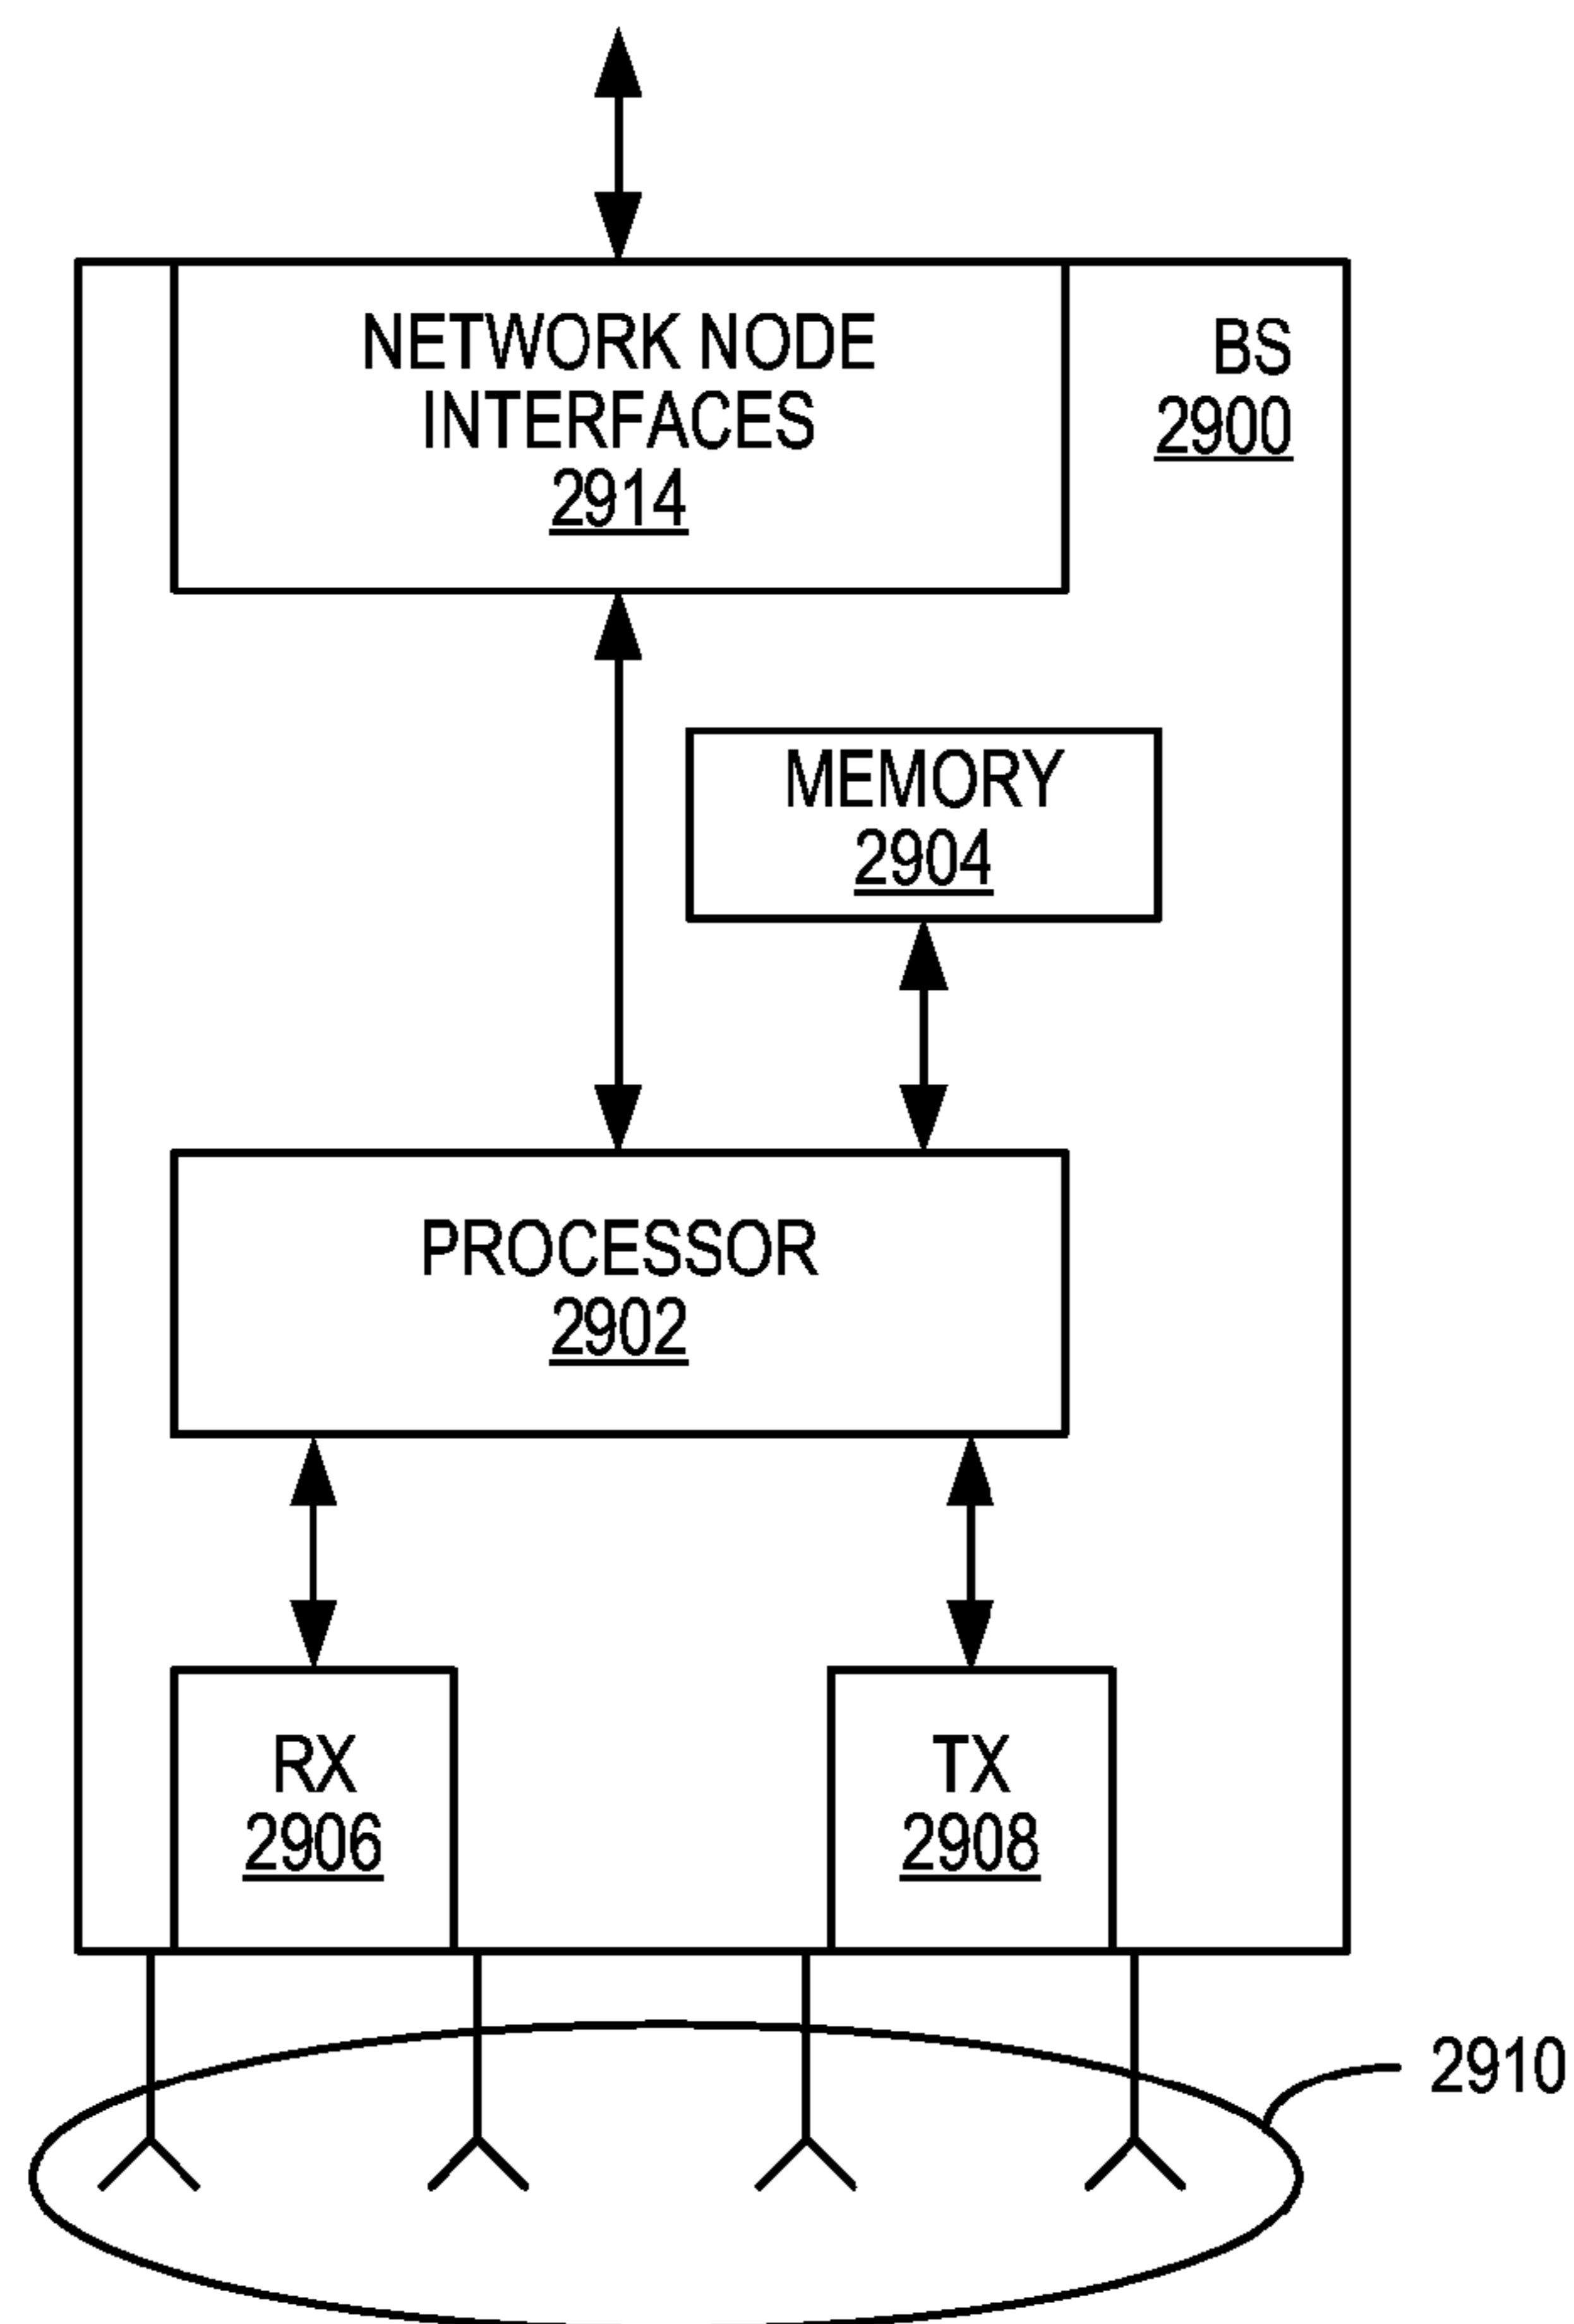 NETWORK NODE
INTERFACES
2914
BS
2900
MEMORY
2904
PROCESSOR
2902
RX
2906
TX
2908
2910